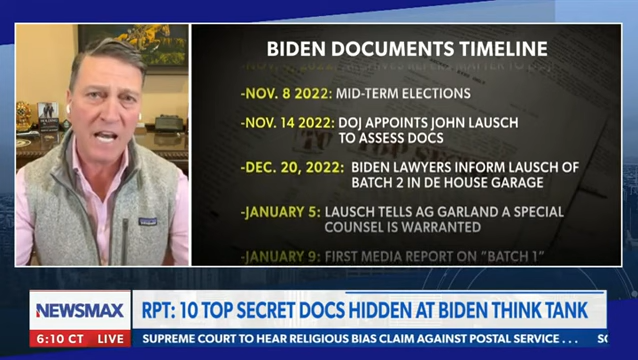 BIDEN DOCUMENTS TIMELINE
-NOV. 8 2022: MID-TERM ELECTIONS
-NOV. 14 2022: DOJ APPOINTS JOHN LAUSCH
TO ASSESS DOCS
-DEC. 20, 2022: BIDEN LAWYERS INFORM LAUSCH OF
BATCH 2 IN DE HOUSE GARAGE
-JANUARY 5: LAUSCH TELLS AG GARLAND A SPECIAL
COUNSEL IS WARRANTED
-JANUARY 9: FIRST MEDIA REPORT ON "BATCH 1"
NEWSMAX
RPT: 10 TOP SECRET DOCS HIDDEN AT BIDEN THINK TANK
6:10 CT LIVE
SUPREME COURT TO HEAR RELIGIOUS BIAS CLAIM AGAINST POSTAL SERVICE . . . SC